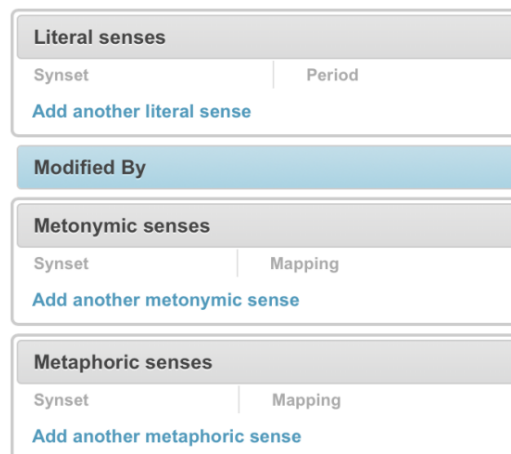 Literal senses
Synset Period
Add another literal sense
Modified By
Metonymic senses
Synset Mapping
Add another metonymic sense
Metaphoric senses
Synset Mapping
Add another metaphoric sense